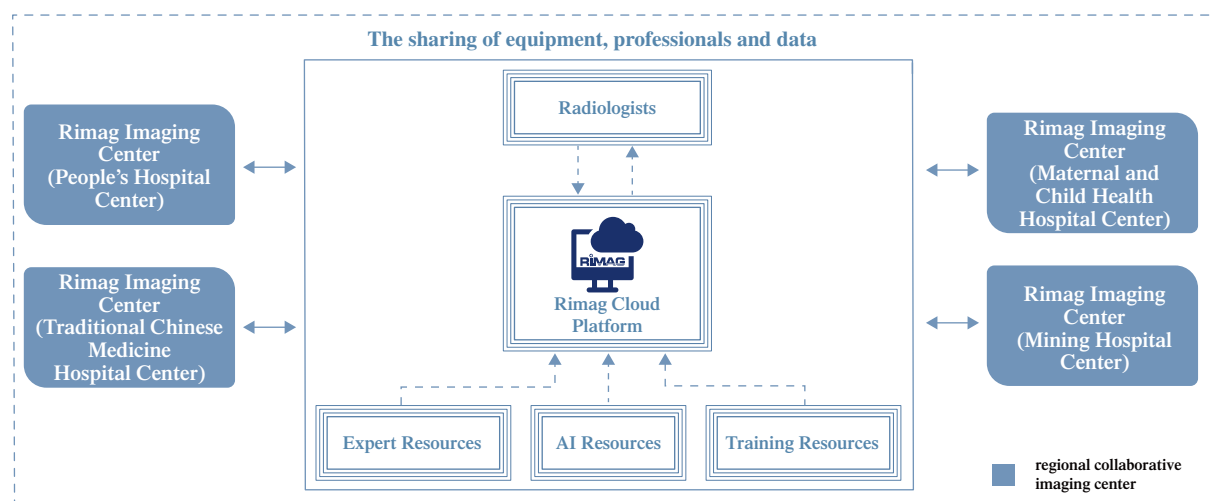 The sharing of equipment, professionals and data
Rimag Imaging
Center
(People’s Hospital
Center)
Rimag Imaging
Center
(Traditional Chinese
Medicine
Hospital Center)
Radiologists
RIMAG
Rimag Cloud
Platform
Expert Resources
AI Resources
Training Resources
Rimag Imaging
Center
(Maternal and
Child Health
Hospital Center)
Rimag Imaging
Center
(Mining Hospital
Center)
regional collaborative
imaging center